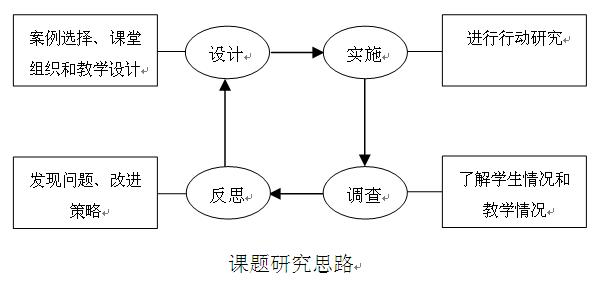 案例选择、课堂
组织和教学设计
设计
实施
进行行动研究
发现问题、改进
策略
反思
调查
了解学生情况和
教学情况
课题研究思路